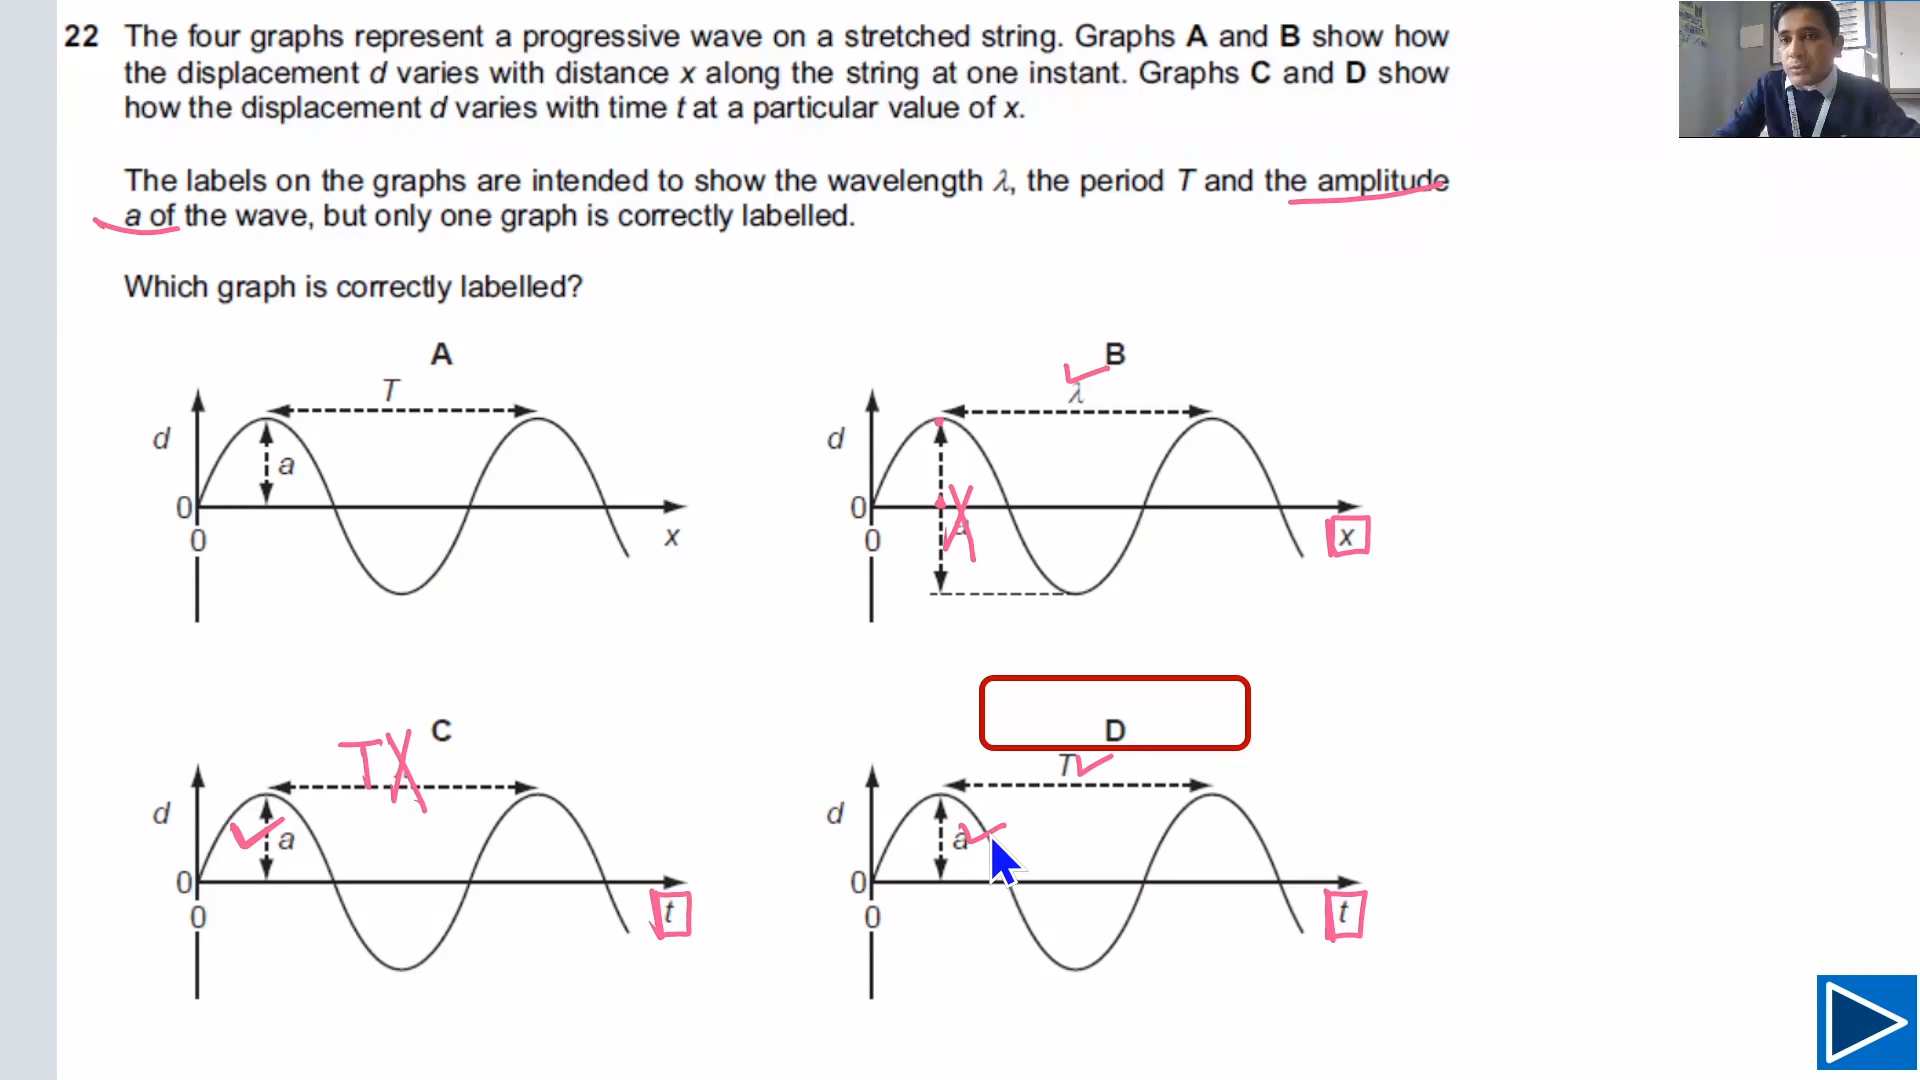 22 The four graphs represent a progressive wave on a stretched string. Graphs A and B show how
the displacement d varies with distance x along the string at one instant. Graphs C and D show
how the displacement d varies with time t at a particular value of x.
The labels on the graphs are intended to show the wavelength λ, the period T and the amplitude
a of the wave, but only one graph is correctly labelled.
Which graph is correctly labelled?
A
T
d
a
0
0
x
B
λ
d
0
0
x
C
T
d
a
0
0
t
D
T
d
a
0
0
t